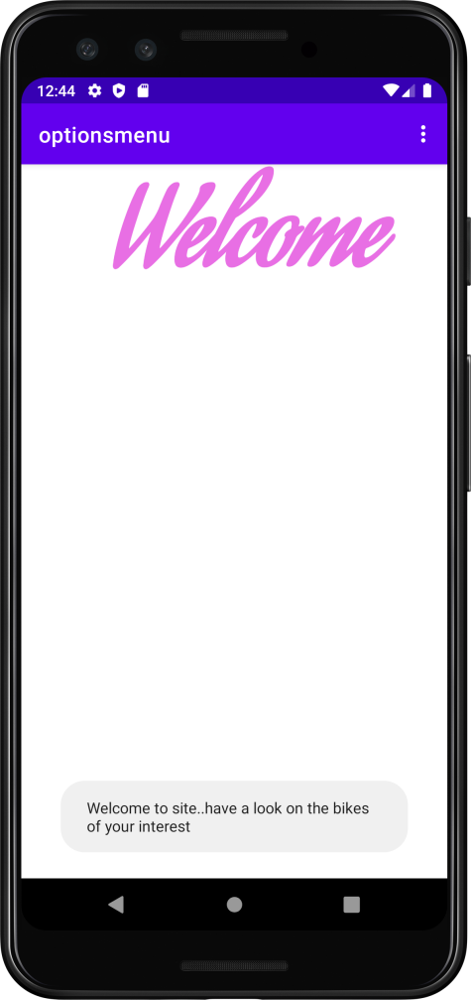 12:44
optionsmenu
Welcome
Welcome to site..have a look on the bikes
of your interest